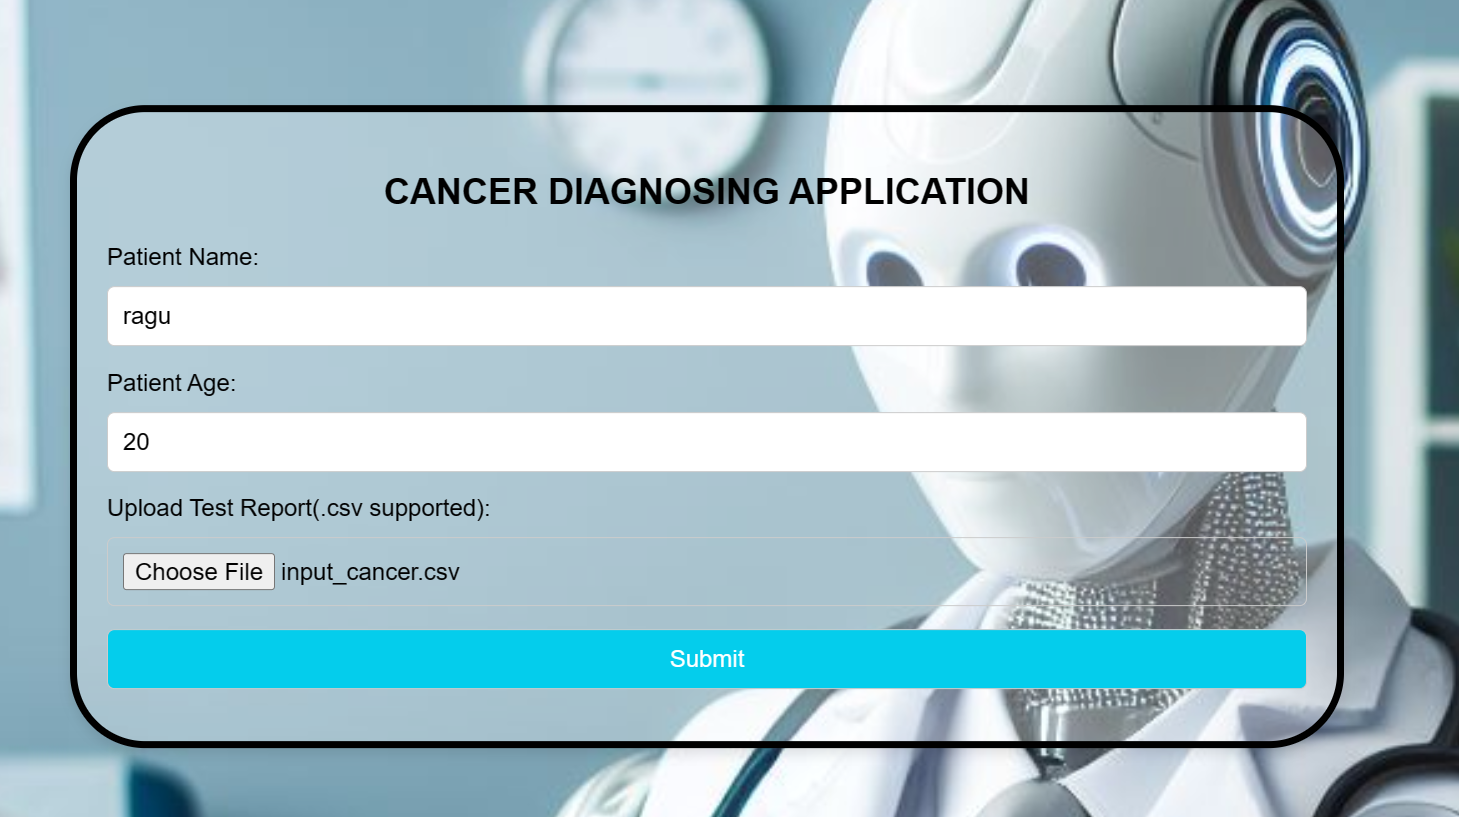 CANCER DIAGNOSING APPLICATION
Patient Name:
ragu
Patient Age:
20
Upload Test Report(.csv supported):
Choose File input_cancer.csv
Submit